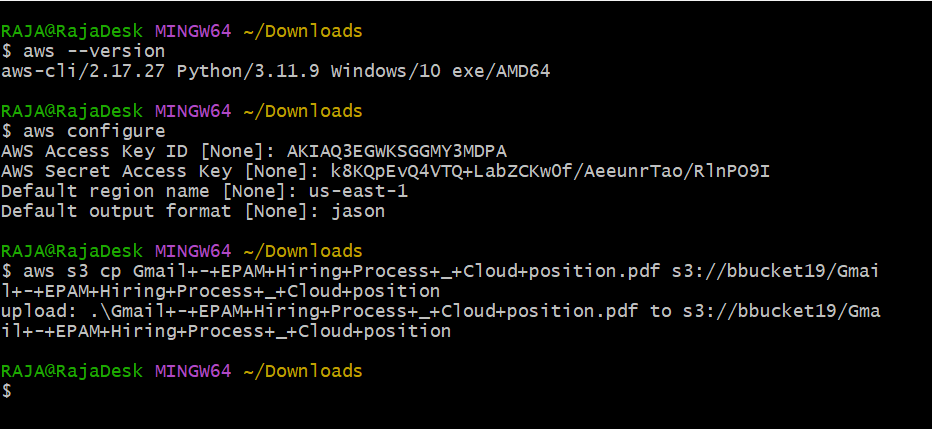 RAJA@RajaDesk MINGW64 ~/Downloads
$ aws --version
aws-cli/2.17.27 Python/3.11.9 Windows/10 exe/AMD64
RAJA@RajaDesk MINGW64 ~/Downloads
$ aws configure
AWS Access Key ID [None]: AKIAQ3EGWKSGGMY3MDPA
AWS Secret Access Key [None]: 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
Default region name [None]: us-east-1
Default output format [None]: jason
RAJA@RajaDesk MINGW64 ~/Downloads
$ aws s3 cp Gmail+-+EPAM+Hiring+Process+_+Cloud+position.pdf s3://bbucket19/Gmai
l+-+EPAM+Hiring+Process+_+Cloud+position
upload: .\Gmail+-+EPAM+Hiring+Process+_+Cloud+position.pdf to s3://bbucket19/Gma
il+-+EPAM+Hiring+Process+_+Cloud+position
RAJA@RajaDesk MINGW64 ~/Downloads
$